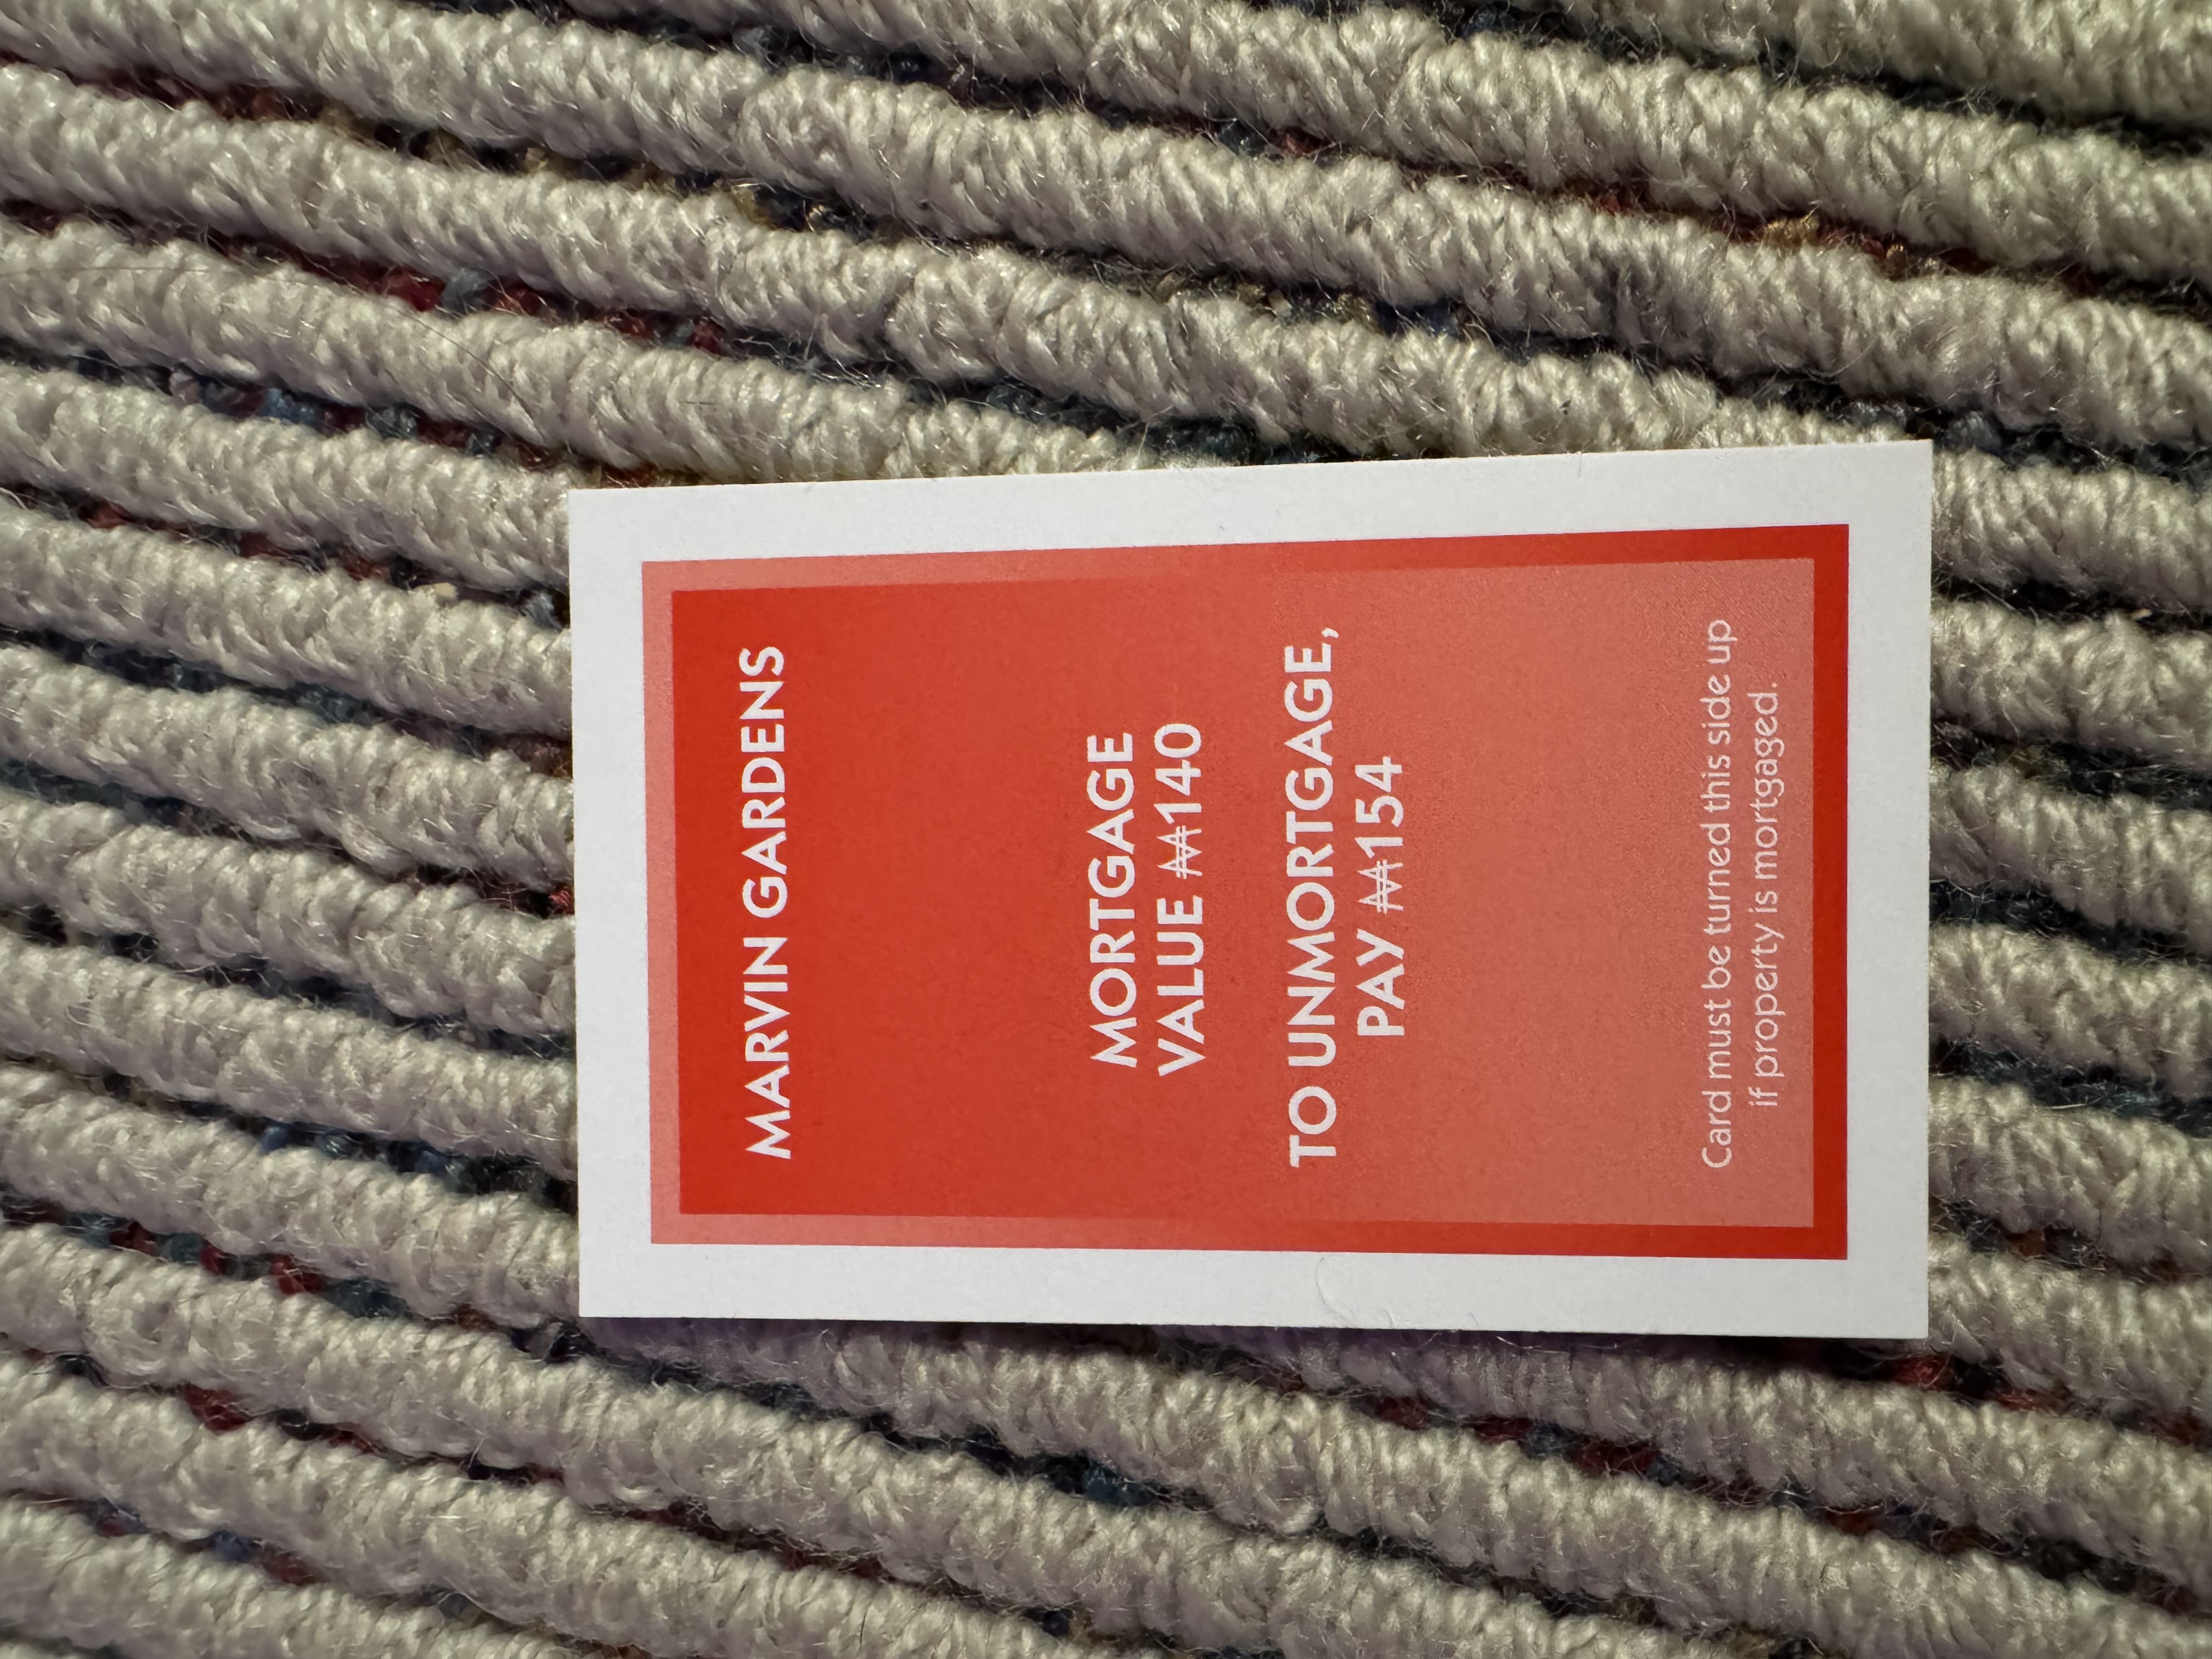 MARVIN GARDENS
MORTGAGE
VALUE ₩140
TO UNMORTGAGE,
PAY ₩154
Card must be turned this side up
if property is mortgaged.